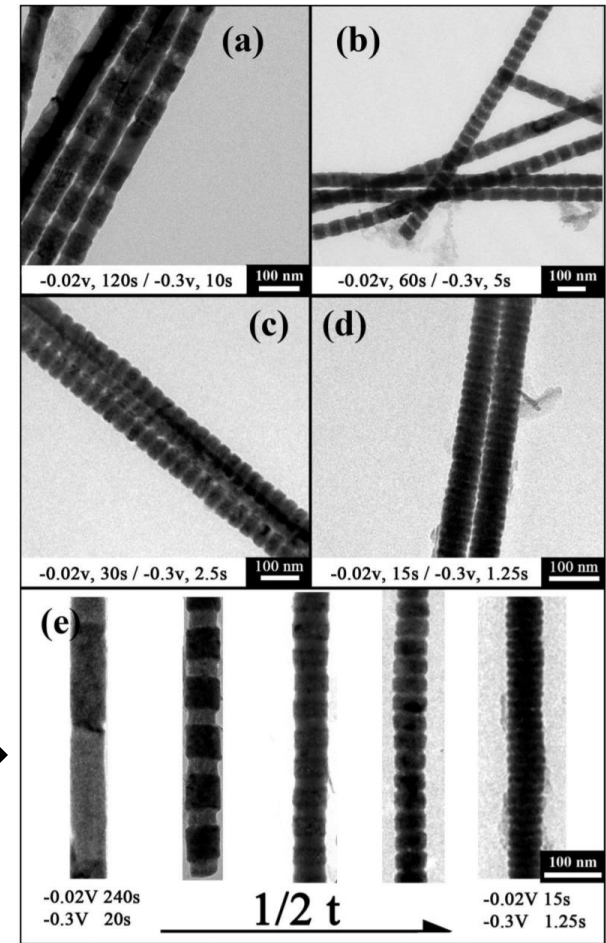 (a)
-0.02v, 120s / -0.3v, 10s
100 nm
(b)
-0.02v, 60s / -0.3v, 5s
100 nm
(c)
-0.02v, 30s / -0.3v, 2.5s
100 nm
(d)
-0.02v, 15s / -0.3v, 1.25s
100 nm
(e)
100 nm
-0.02V 240s
-0.3V 20s
1/2 t
-0.02V 15s
-0.3V 1.25s